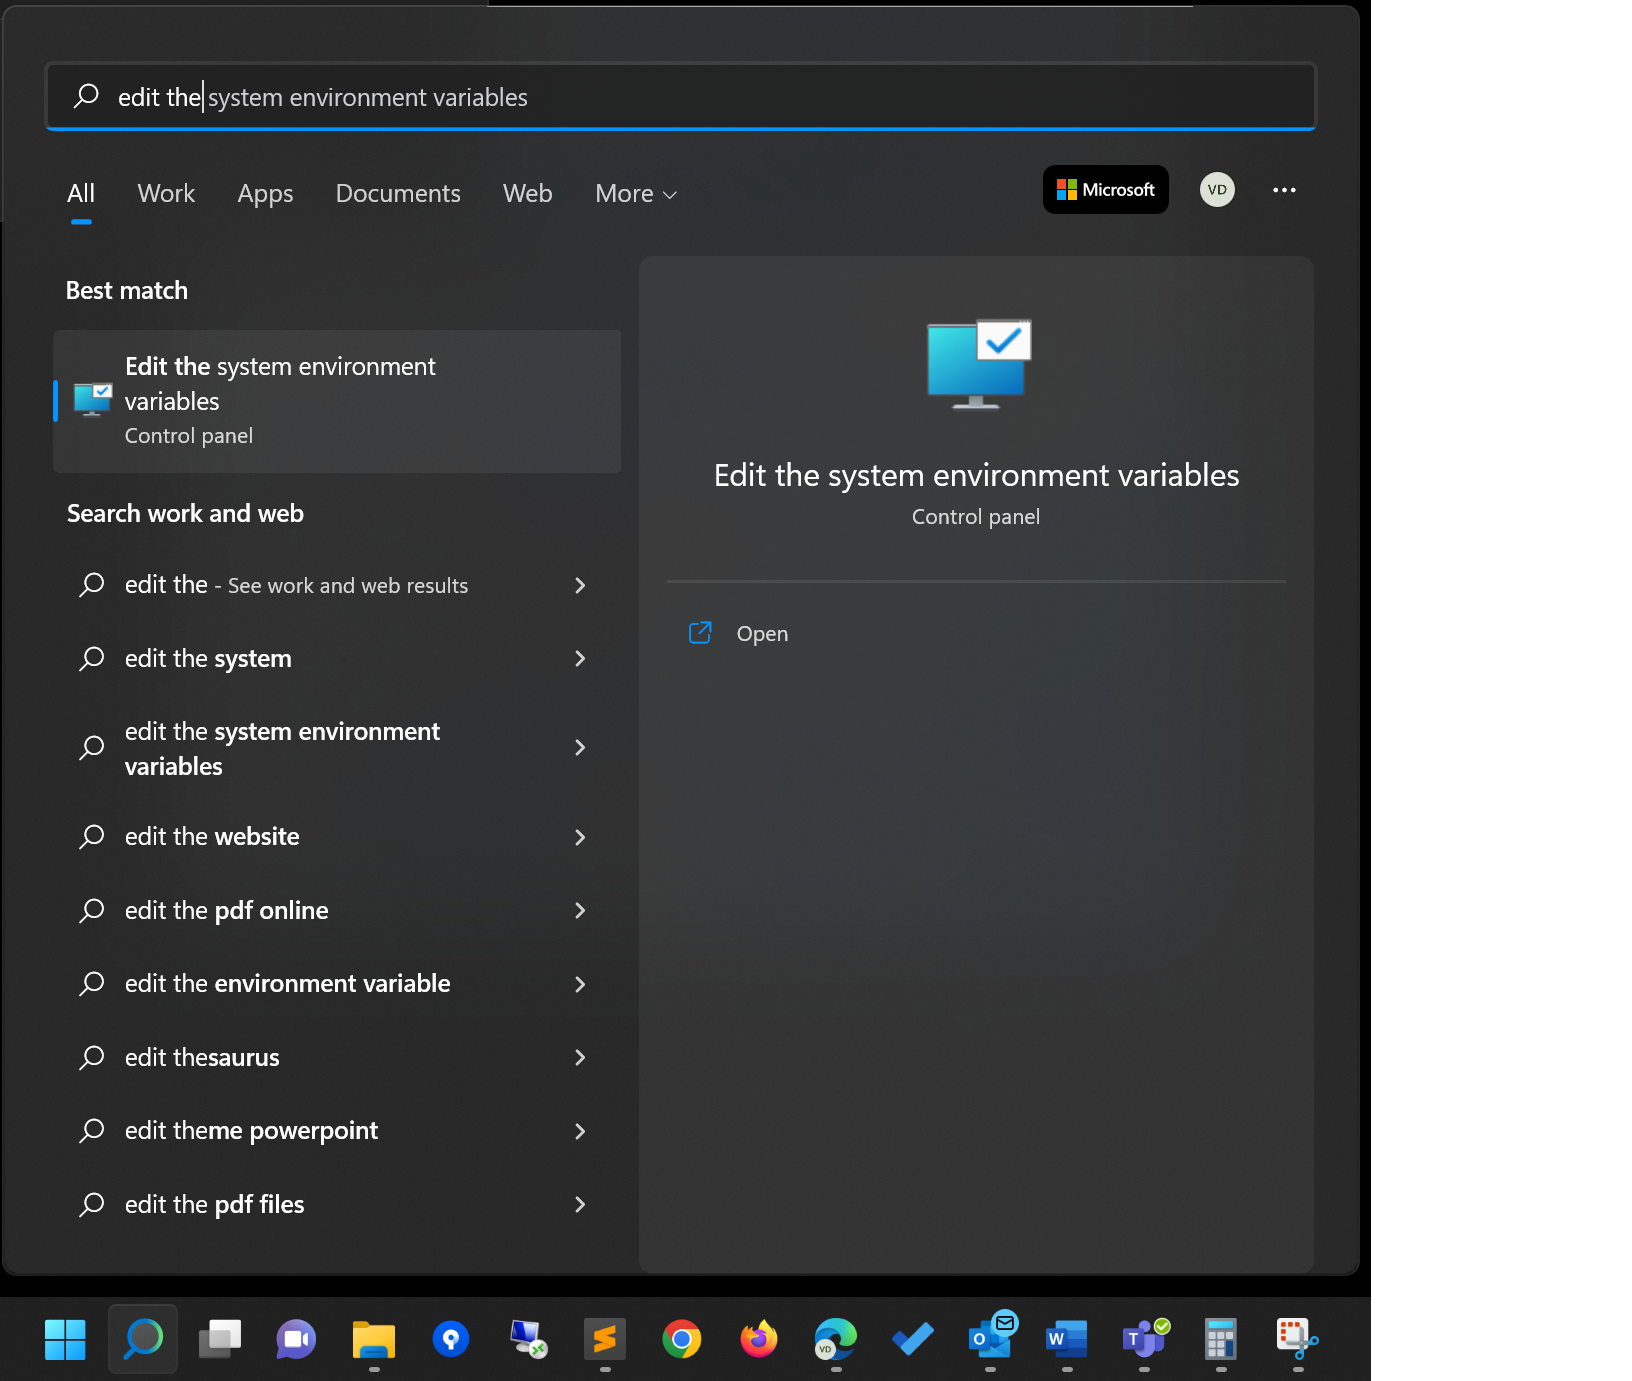 edit the system environment variables
All Work Apps Documents Web More
Microsoft
VD
Best match
Edit the system environment
variables
Control panel
Search work and web
edit the - See work and web results
edit the system
edit the system environment
variables
edit the website
edit the pdf online
edit the environment variable
edit thesaurus
edit theme powerpoint
edit the pdf files
Edit the system environment variables
Control panel
Open
VD
O
W
T